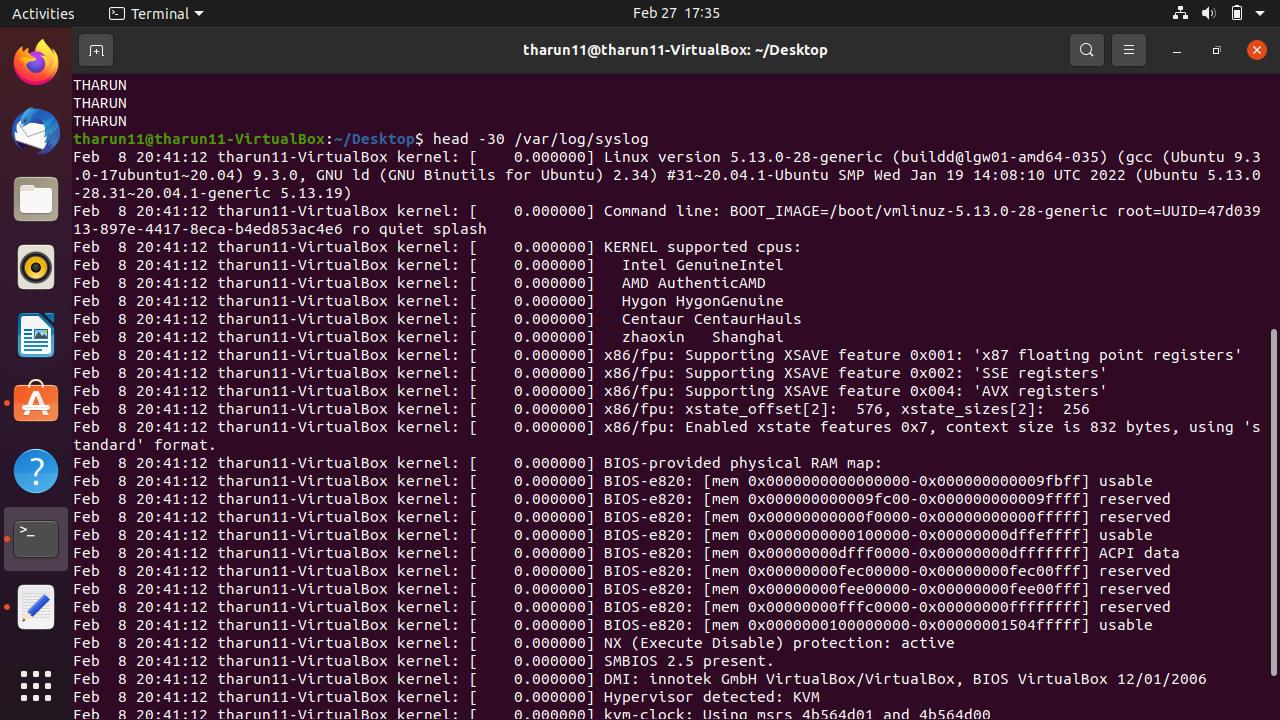 Activities
Terminal
Feb 27 17:35
tharun11@tharun11-VirtualBox: ~/Desktop
THARUN
THARUN
THARUN
tharun11@tharun11-VirtualBox:~/Desktop$ head -30 /var/log/syslog
Feb  8 20:41:12 tharun11-VirtualBox kernel: [    0.000000] Linux version 5.13.0-28-generic (buildd@lgw01-amd64-035) (gcc (Ubuntu 9.3
.0-17ubuntu1~20.04) 9.3.0, GNU ld (GNU Binutils for Ubuntu) 2.34) #31~20.04.1-Ubuntu SMP Wed Jan 19 14:08:10 UTC 2022 (Ubuntu 5.13.0
-28.31~20.04.1-generic 5.13.19)
Feb  8 20:41:12 tharun11-VirtualBox kernel: [    0.000000] Command line: BOOT_IMAGE=/boot/vmlinuz-5.13.0-28-generic root=UUID=47d039
13-897e-4417-8eca-b4ed853ac4e6 ro quiet splash
Feb  8 20:41:12 tharun11-VirtualBox kernel: [    0.000000] KERNEL supported cpus:
Feb  8 20:41:12 tharun11-VirtualBox kernel: [    0.000000]   Intel GenuineIntel
Feb  8 20:41:12 tharun11-VirtualBox kernel: [    0.000000]   AMD AuthenticAMD
Feb  8 20:41:12 tharun11-VirtualBox kernel: [    0.000000]   Hygon HygonGenuine
Feb  8 20:41:12 tharun11-VirtualBox kernel: [    0.000000]   Centaur CentaurHauls
Feb  8 20:41:12 tharun11-VirtualBox kernel: [    0.000000]   zhaoxin   Shanghai
Feb  8 20:41:12 tharun11-VirtualBox kernel: [    0.000000] x86/fpu: Supporting XSAVE feature 0x001: 'x87 floating point registers'
Feb  8 20:41:12 tharun11-VirtualBox kernel: [    0.000000] x86/fpu: Supporting XSAVE feature 0x002: 'SSE registers'
Feb  8 20:41:12 tharun11-VirtualBox kernel: [    0.000000] x86/fpu: Supporting XSAVE feature 0x004: 'AVX registers'
Feb  8 20:41:12 tharun11-VirtualBox kernel: [    0.000000] x86/fpu: xstate_offset[2]:  576, xstate_sizes[2]:  256
Feb  8 20:41:12 tharun11-VirtualBox kernel: [    0.000000] x86/fpu: Enabled xstate features 0x7, context size is 832 bytes, using 's
tandard' format.
Feb  8 20:41:12 tharun11-VirtualBox kernel: [    0.000000] BIOS-provided physical RAM map:
Feb  8 20:41:12 tharun11-VirtualBox kernel: [    0.000000] BIOS-e820: [mem 0x0000000000000000-0x000000000009fbff] usable
Feb  8 20:41:12 tharun11-VirtualBox kernel: [    0.000000] BIOS-e820: [mem 0x000000000009fc00-0x000000000009ffff] reserved
Feb  8 20:41:12 tharun11-VirtualBox kernel: [    0.000000] BIOS-e820: [mem 0x00000000000f0000-0x00000000000fffff] reserved
Feb  8 20:41:12 tharun11-VirtualBox kernel: [    0.000000] BIOS-e820: [mem 0x0000000000100000-0x00000000dffeffff] usable
Feb  8 20:41:12 tharun11-VirtualBox kernel: [    0.000000] BIOS-e820: [mem 0x00000000dfff0000-0x00000000dfffffff] ACPI data
Feb  8 20:41:12 tharun11-VirtualBox kernel: [    0.000000] BIOS-e820: [mem 0x00000000fec00000-0x00000000fec00fff] reserved
Feb  8 20:41:12 tharun11-VirtualBox kernel: [    0.000000] BIOS-e820: [mem 0x00000000fee00000-0x00000000fee00fff] reserved
Feb  8 20:41:12 tharun11-VirtualBox kernel: [    0.000000] BIOS-e820: [mem 0x00000000fffc0000-0x00000000ffffffff] reserved
Feb  8 20:41:12 tharun11-VirtualBox kernel: [    0.000000] BIOS-e820: [mem 0x0000000100000000-0x00000001504fffff] usable
Feb  8 20:41:12 tharun11-VirtualBox kernel: [    0.000000] NX (Execute Disable) protection: active
Feb  8 20:41:12 tharun11-VirtualBox kernel: [    0.000000] SMBIOS 2.5 present.
Feb  8 20:41:12 tharun11-VirtualBox kernel: [    0.000000] DMI: innotek GmbH VirtualBox/VirtualBox, BIOS VirtualBox 12/01/2006
Feb  8 20:41:12 tharun11-VirtualBox kernel: [    0.000000] Hypervisor detected: KVM
Feb  8 20:41:12 tharun11-VirtualBox kernel: [    0.000000] kvm-clock: Using msrs 4b564d01 and 4b564d00